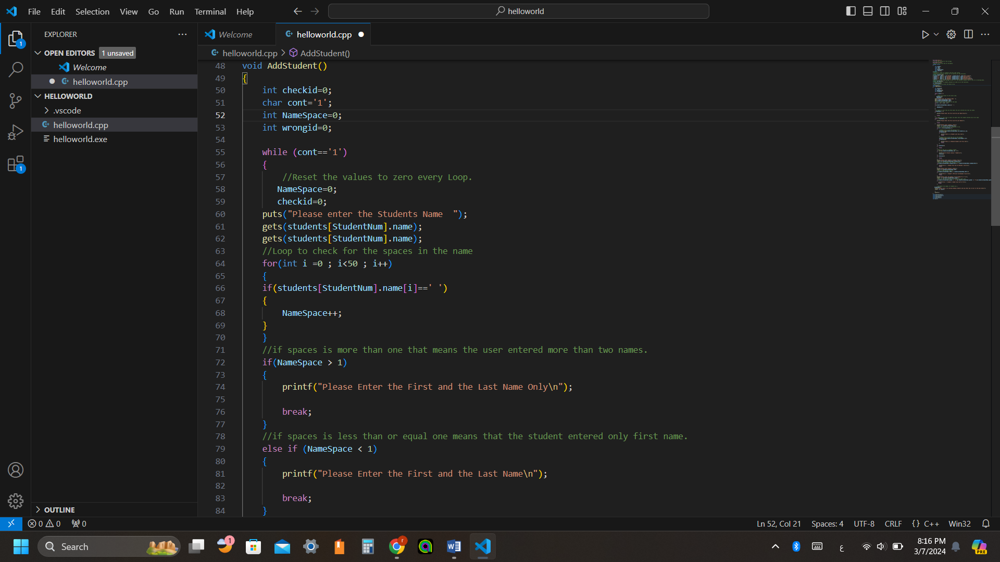 File Edit Selection View Go Run Terminal Help
helloworld
EXPLORER
1
OPEN EDITORS 1 unsaved
Welcome
helloworld.cpp
HELLOWORLD
.vscode
helloworld.cpp
helloworld.exe
1
OUTLINE
Welcome
helloworld.cpp
helloworld.cpp > AddStudent()
48 void AddStudent()
49 {
50 int checkid=0;
51 char cont='1';
52 int NameSpace=0;
53 int wrongid=0;
54
55 while (cont=='1')
56 {
57 //Reset the values to zero every Loop.
58 NameSpace=0;
59 checkid=0;
60 puts("Please enter the Students Name  ");
61 gets(students[StudentNum].name);
62 gets(students[StudentNum].name);
63 //Loop to check for the spaces in the name
64 for(int i =0 ; i<50 ; i++)
65 {
66 if(students[StudentNum].name[i]==' ')
67 {
68 NameSpace++;
69 }
70 }
71 //if spaces is more than one that means the user entered more than two names.
72 if(NameSpace > 1)
73 {
74 printf("Please Enter the First and the Last Name Only\n");
75
76 break;
77 }
78 //if spaces is less than or equal one means that the student entered only first name.
79 else if (NameSpace < 1)
80 {
81 printf("Please Enter the First and the Last Name\n");
82
83 break;
84 }
0 0 0
Ln 52, Col 21 Spaces: 4 UTF-8 CRLF {} C++ Win32
Search
1
r
W
ع
8:16 PM
3/7/2024
PRE